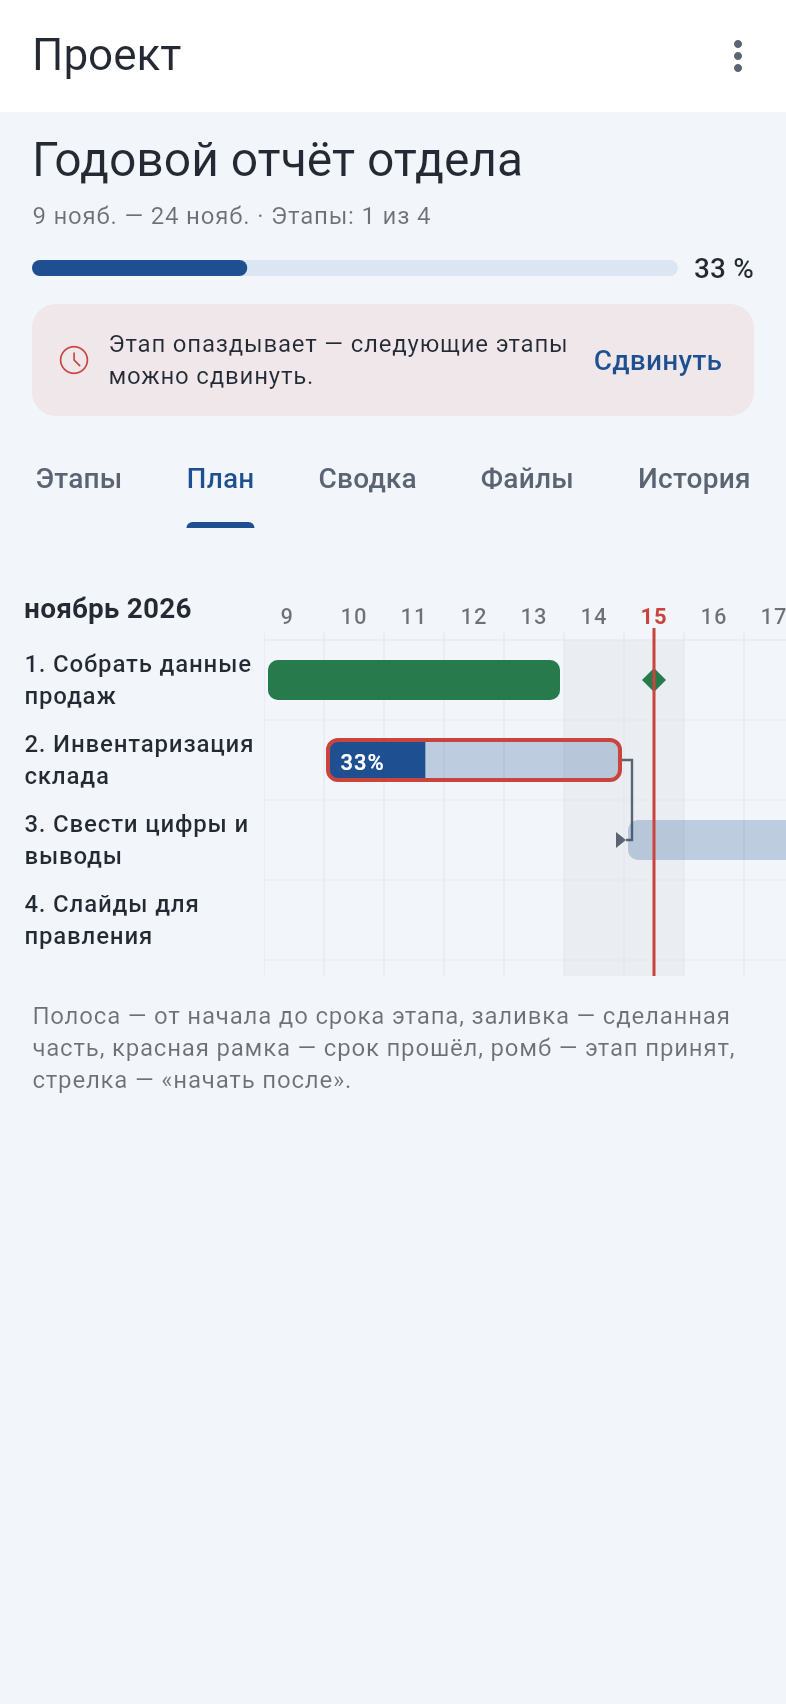 Проект
Годовой отчёт отдела
9 нояб. — 24 нояб. · Этапы: 1 из 4
33 %
Этап опаздывает — следующие этапы
можно сдвинуть.
Сдвинуть
Этапы План Сводка Файлы История
ноябрь 2026
9 10 11 12 13 14 15 16 17
1. Собрать данные
продаж
2. Инвентаризация
склада
33%
3. Свести цифры и
выводы
4. Слайды для
правления
Полоса — от начала до срока этапа, заливка — сделанная
часть, красная рамка — срок прошёл, ромб — этап принят,
стрелка — «начать после».